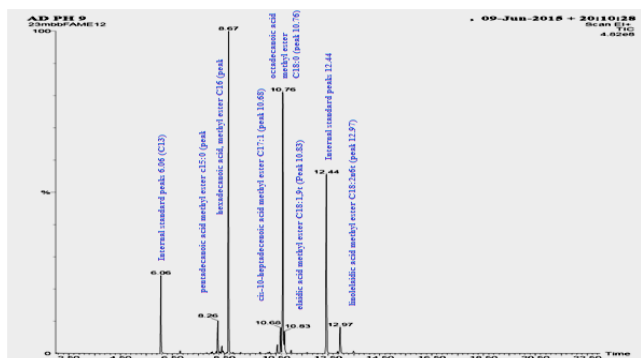 AD PH 9
23mbbFAME12
09-Jun-2015 + 20:10:28
Scan EI+
TIC
4.82e8
100
%
0
Internal standard peak 6.06 (C13)
pentadecanoic acid methyl ester c15:0 (peak
hexadecanoic acid, methyl ester C16 (peak
cis-10-heptadecenoic acid methyl ester C17:1 (peak 10.68)
octadecanoic acid
methyl ester
C18:0 (peak 10.76)
elaidic acid methyl ester C18:1,9t (Peak 10.83)
Internal standard peak 12.44
linolelaidic acid methyl ester C18:2n6t (peak 12.97)
6.06
8.26
8.67
10.68
10.76
10.83
12.44
12.97
Time